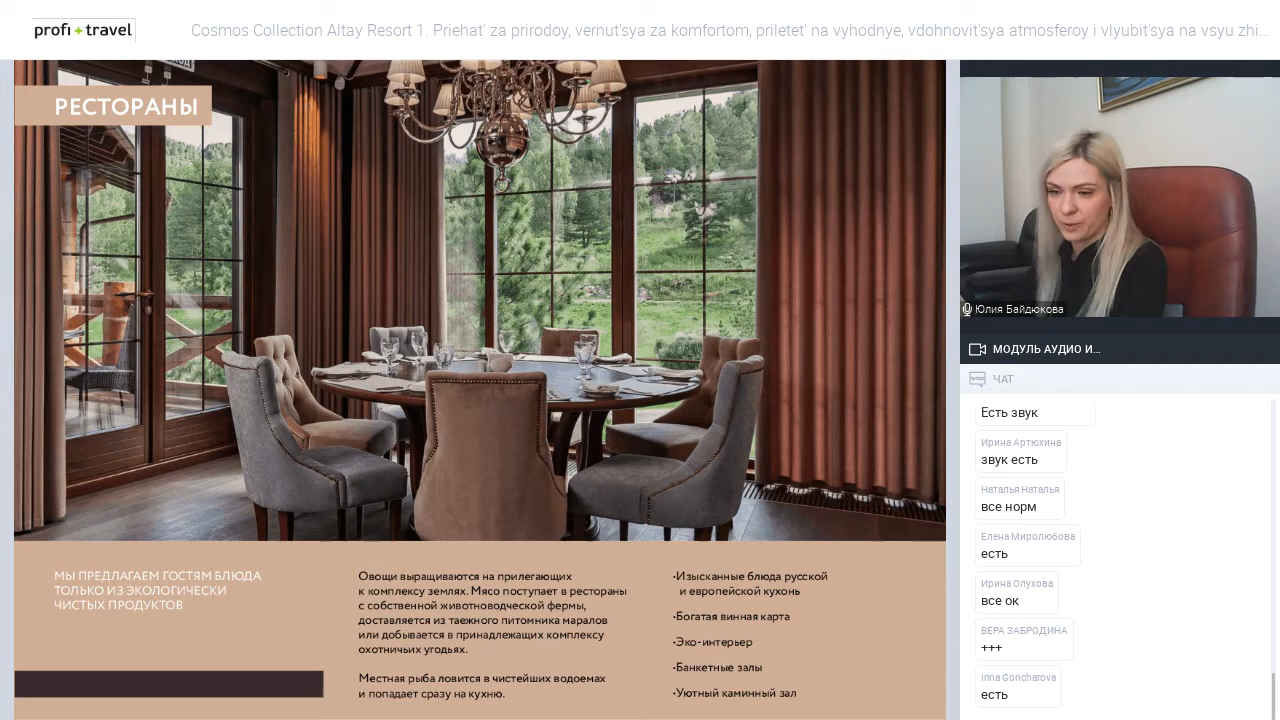 profi + travel
Cosmos Collection Altay Resort 1. Priehat' za prirodoy, vernut'sya za komfortom, priletet' na vyhodnye, vdohnovit'sya atmosferoy i vlyubit'sya na vsyu zhi...
РЕСТОРАНЫ
МЫ ПРЕДЛАГАЕМ ГОСТЯМ БЛЮДА
ТОЛЬКО ИЗ ЭКОЛОГИЧЕСКИ
ЧИСТЫХ ПРОДУКТОВ
Овощи выращиваются на прилегающих
к комплексу землях. Мясо поступает в рестораны
с собственной животноводческой фермы,
доставляется из таежного питомника маралов
или добывается в принадлежащих комплексу
охотничьих угодьях.
Местная рыба ловится в чистейших водоемах
и попадает сразу на кухню.
·Изысканные блюда русской
и европейской кухонь
·Богатая винная карта
·Эко-интерьер
·Банкетные залы
·Уютный каминный зал
Юлия Байдюкова
МОДУЛЬ АУДИО И...
ЧАТ
Есть звук
Ирина Артюхина
звук есть
Наталья Наталья
все норм
Елена Миролюбова
есть
Ирина Олухова
все ок
ВЕРА ЗАБРОДИНА
+++
Irina Goncharova
есть